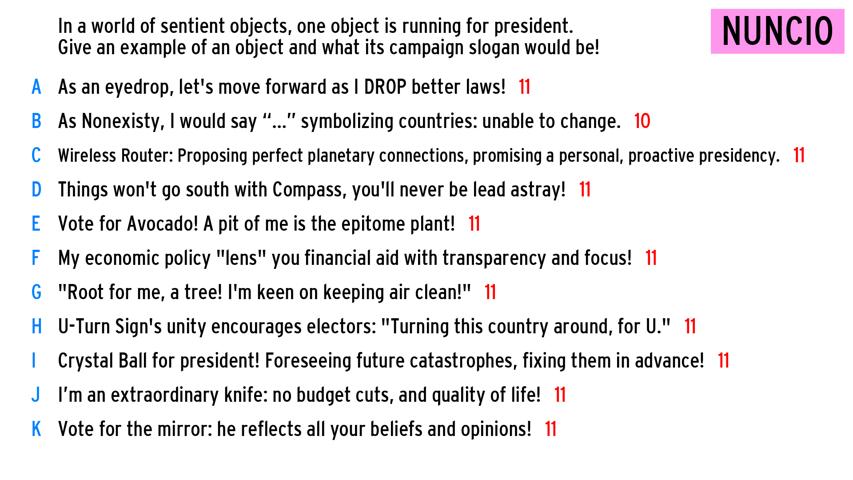 In a world of sentient objects, one object is running for president.
Give an example of an object and what its campaign slogan would be!
NUNCIO
A As an eyedrop, let's move forward as I DROP better laws! 11
B As Nonexisty, I would say “...” symbolizing countries: unable to change. 10
C Wireless Router: Proposing perfect planetary connections, promising a personal, proactive presidency. 11
D Things won't go south with Compass, you'll never be lead astray! 11
E Vote for Avocado! A pit of me is the epitome plant! 11
F My economic policy "lens" you financial aid with transparency and focus! 11
G "Root for me, a tree! I'm keen on keeping air clean!" 11
H U-Turn Sign's unity encourages electors: "Turning this country around, for U." 11
I Crystal Ball for president! Foreseeing future catastrophes, fixing them in advance! 11
J I’m an extraordinary knife: no budget cuts, and quality of life! 11
K Vote for the mirror: he reflects all your beliefs and opinions! 11